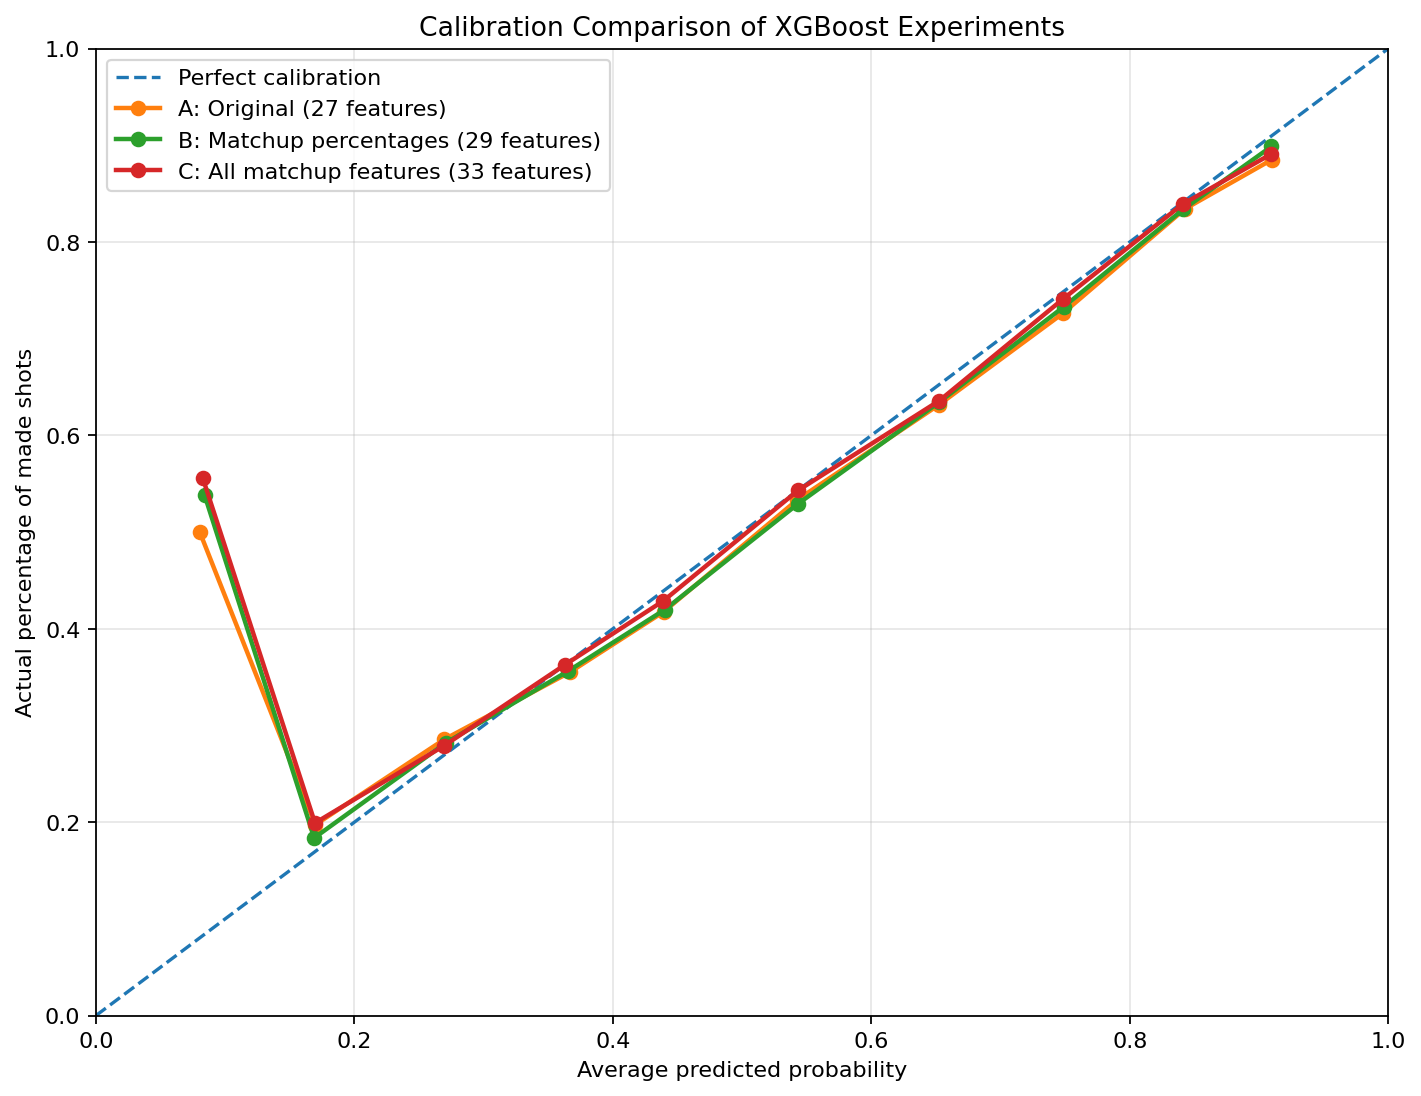 Calibration Comparison of XGBoost Experiments
Perfect calibration
A: Original (27 features)
B: Matchup percentages (29 features)
C: All matchup features (33 features)
Actual percentage of made shots
1.0
0.8
0.6
0.4
0.2
0.0
0.0 0.2 0.4 0.6 0.8 1.0
Average predicted probability